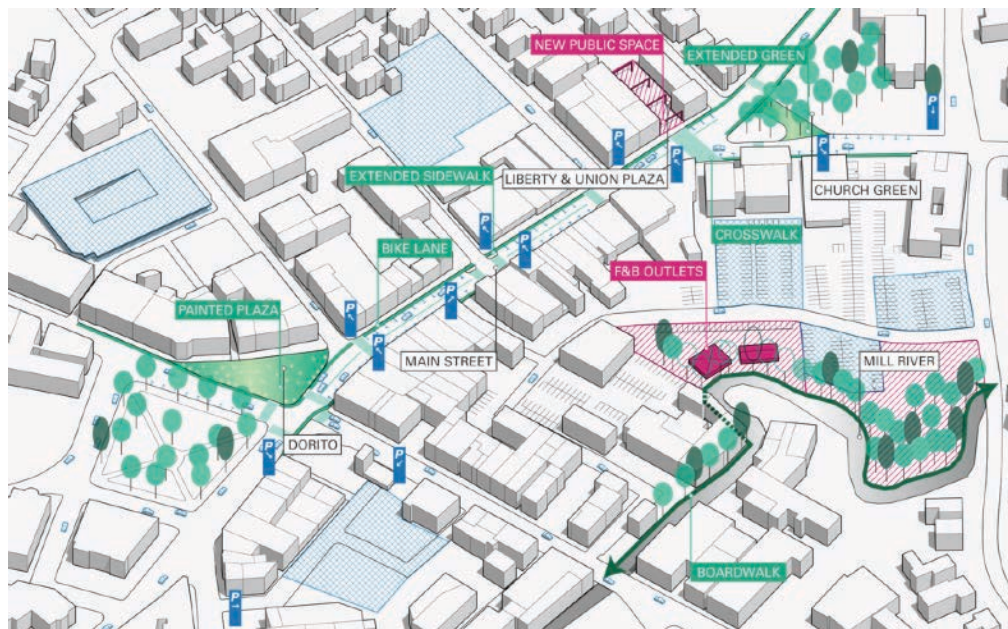 NEW PUBLIC SPACE
EXTENDED GREEN
EXTENDED SIDEWALK
LIBERTY & UNION PLAZA
CHURCH GREEN
BIKE LANE
CROSSWALK
F&B OUTLETS
PAINTED PLAZA
MAIN STREET
MILL RIVER
DORITO
BOARDWALK
P
P
P
P
P
P
P
P
P
P
P
P